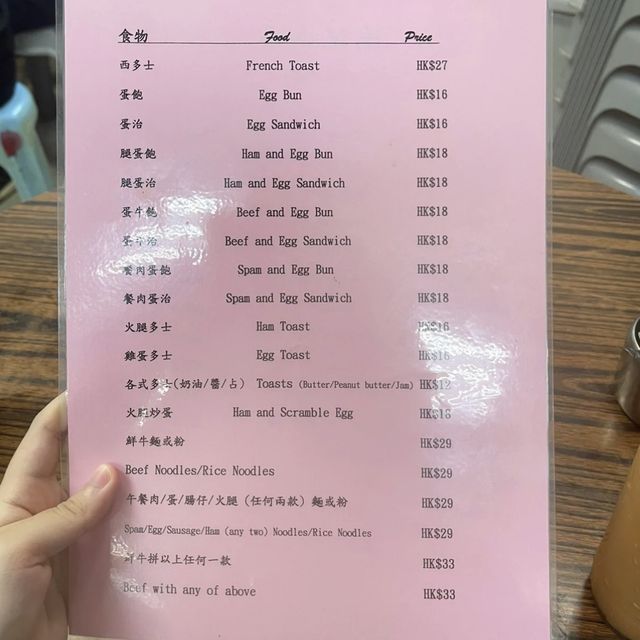 食物 Food Price
西多士 French Toast HK$27
蛋飽 Egg Bun HK$16
蛋治 Egg Sandwich HK$16
腿蛋飽 Ham and Egg Bun HK$18
腿蛋治 Ham and Egg Sandwich HK$18
蛋牛飽 Beef and Egg Bun HK$18
蛋牛治 Beef and Egg Sandwich HK$18
餐肉蛋飽 Spam and Egg Bun HK$18
餐肉蛋治 Spam and Egg Sandwich HK$18
火腿多士 Ham Toast HK$16
雞蛋多士 Egg Toast HK$16
各式多士(奶油/醬/占) Toasts (Butter/Peanut butter/Jam) HK$12
火腿炒蛋 Ham and Scramble Egg
鮮牛麵或粉 HK$29
Beef Noodles/Rice Noodles HK$29
午餐肉/蛋/腸仔/火腿 (任何兩款) 麵或粉 HK$29
Spam/Egg/Sausage/Ham (any two) Noodles/Rice Noodles HK$29
鮮牛拼以上任何一款 HK$33
Beef with any of above HK$33